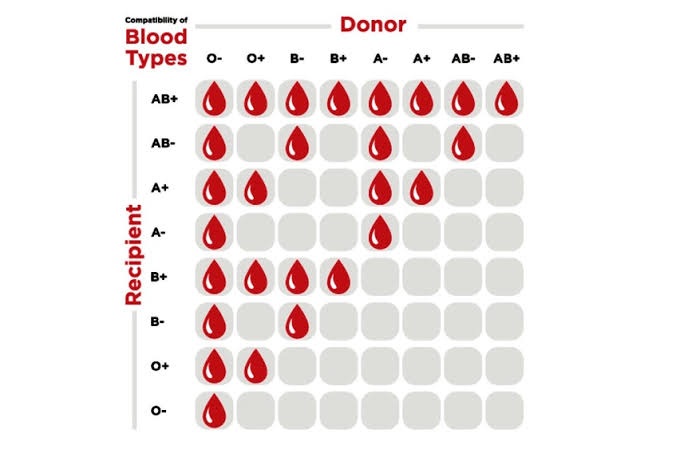 Compatibility of
Blood
Types
Donor
O- O+ B- B+ A- A+ AB- AB+
Recipient
AB+
AB-
A+
A-
B+
B-
O+
O-